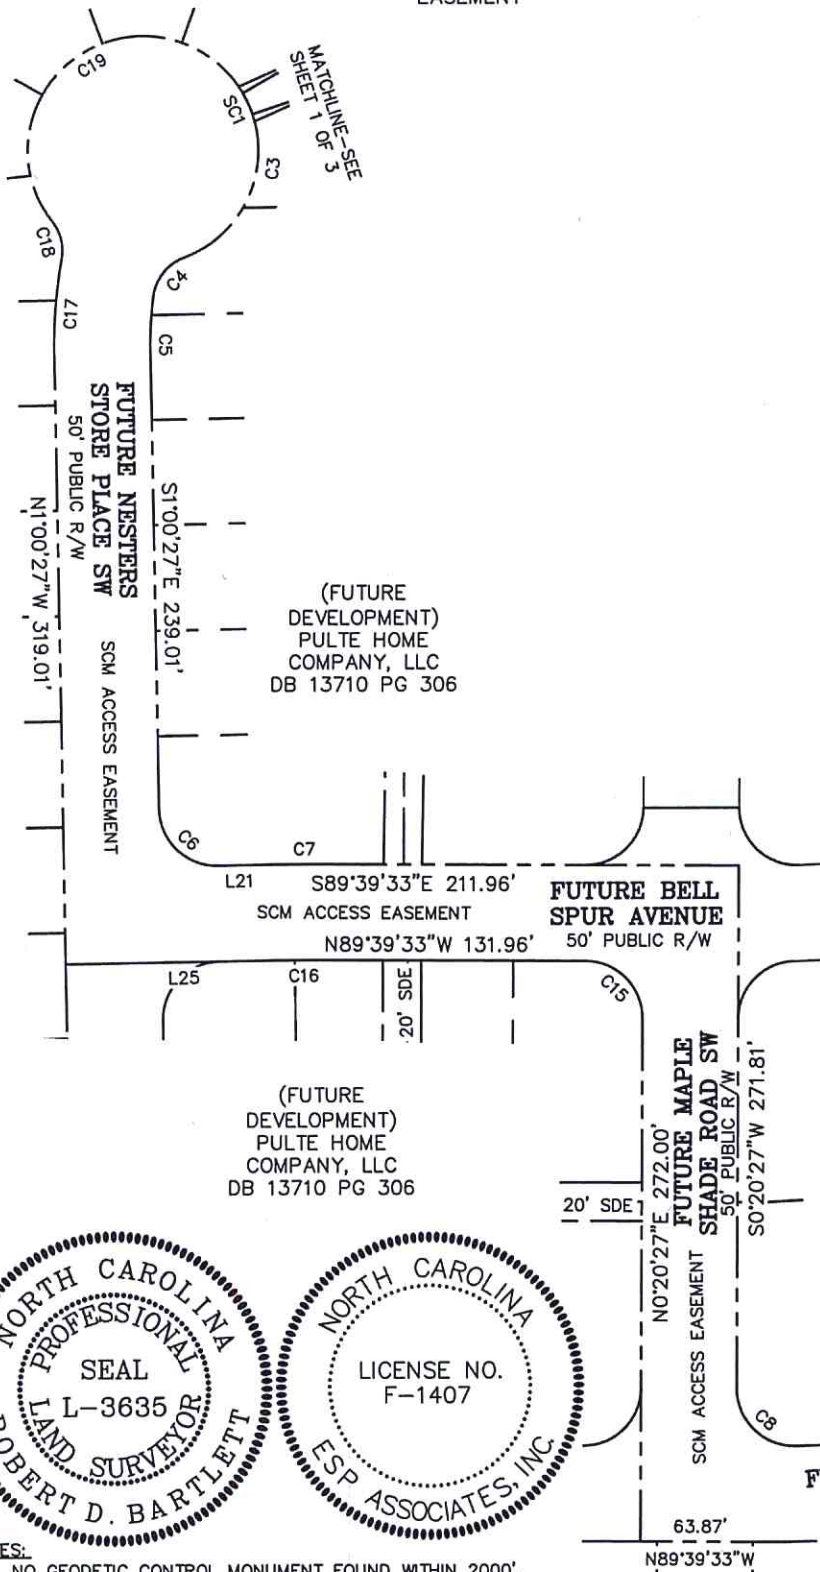 EASEMENT
C19
SC1
MATCHLINE-SEE
SHEET 1 OF 3
C3
C18
C4
C17
C5
FUTURE NESTERS
STORE PLACE SW
50' PUBLIC R/W
N1°00'27"W 319.01'
S1°00'27"E 239.01'
SCM ACCESS EASEMENT
(FUTURE
DEVELOPMENT)
PULTE HOME
COMPANY, LLC
DB 13710 PG 306
C6
C7
L21
S89°39'33"E 211.96'
SCM ACCESS EASEMENT
FUTURE BELL
SPUR AVENUE
50' PUBLIC R/W
N89°39'33"W 131.96'
L25
C16
20' SDE
C15
(FUTURE
DEVELOPMENT)
PULTE HOME
COMPANY, LLC
DB 13710 PG 306
FUTURE MAPLE
SHADE ROAD SW
50' PUBLIC R/W
S0°20'27"W 271.81'
N0°20'27"E 272.00'
20' SDE
SCM ACCESS EASEMENT
C8
F
63.87'
N89°39'33"W
NORTH CAROLINA
PROFESSIONAL
SEAL
L-3635
LAND SURVEYOR
ROBERT D. BARTLETT
NORTH CAROLINA
LICENSE NO.
F-1407
ESP ASSOCIATES, INC.
ES:
NO GEODETIC CONTROL MONUMENT FOUND WITHIN 2000'